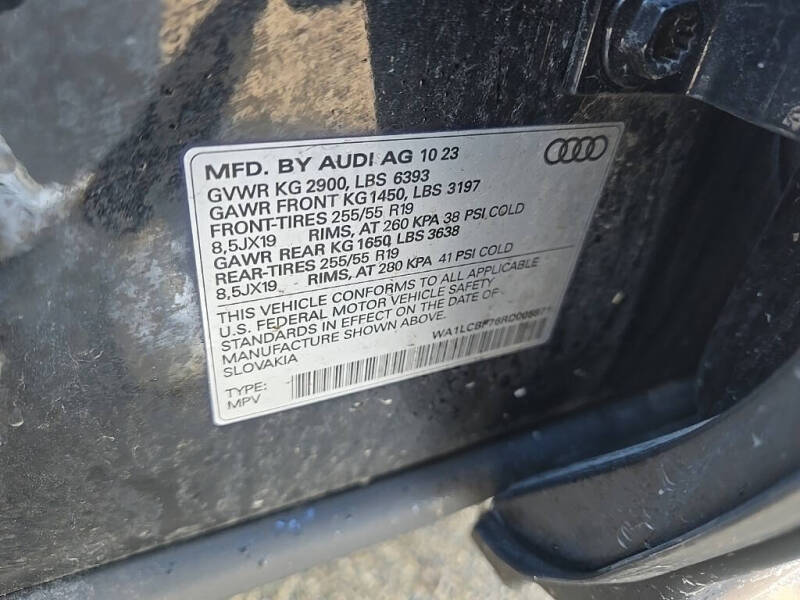 MFD. BY AUDI AG 10 23
GVWR KG 2900, LBS 6393
GAWR FRONT KG 1450, LBS 3197
FRONT-TIRES 255/55 R19
8,5JX19 RIMS, AT 260 KPA 38 PSI,COLD
GAWR REAR KG 1650, LBS 3638
REAR-TIRES 255/55 R19
8,5JX19 RIMS, AT 280 KPA 41 PSI COLD
THIS VEHICLE CONFORMS TO ALL APPLICABLE
U.S. FEDERAL MOTOR VEHICLE SAFETY
STANDARDS IN EFFECT ON THE DATE OF
MANUFACTURE SHOWN ABOVE.
SLOVAKIA
TYPE:
MPV